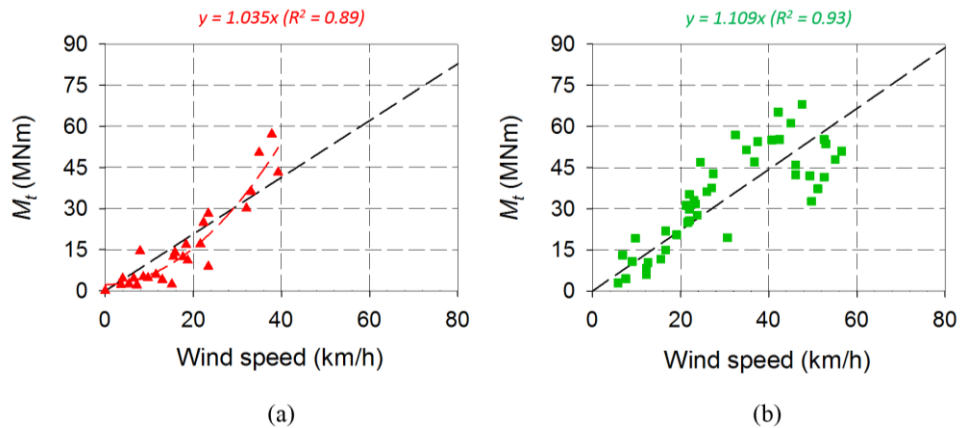 y = 1.035x (R² = 0.89)
90
75
60
45
30
15
0
Mt (MNm)
0 20 40 60 80
Wind speed (km/h)
(a)
y = 1.109x (R² = 0.93)
90
75
60
45
30
15
0
Mt (MNm)
0 20 40 60 80
Wind speed (km/h)
(b)